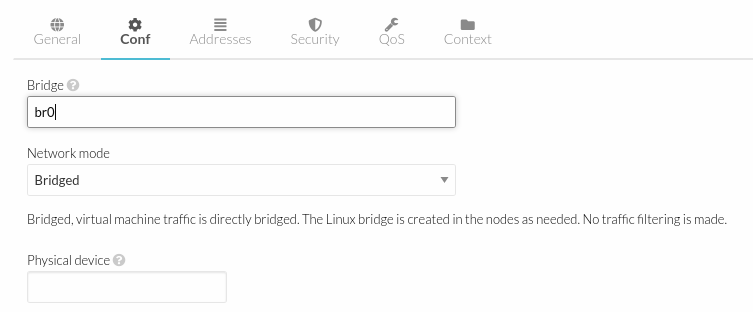 General Conf Addresses Security QoS Context
Bridge
br0
Network mode
Bridged
Bridged, virtual machine traffic is directly bridged. The Linux bridge is created in the nodes as needed. No traffic filtering is made.
Physical device